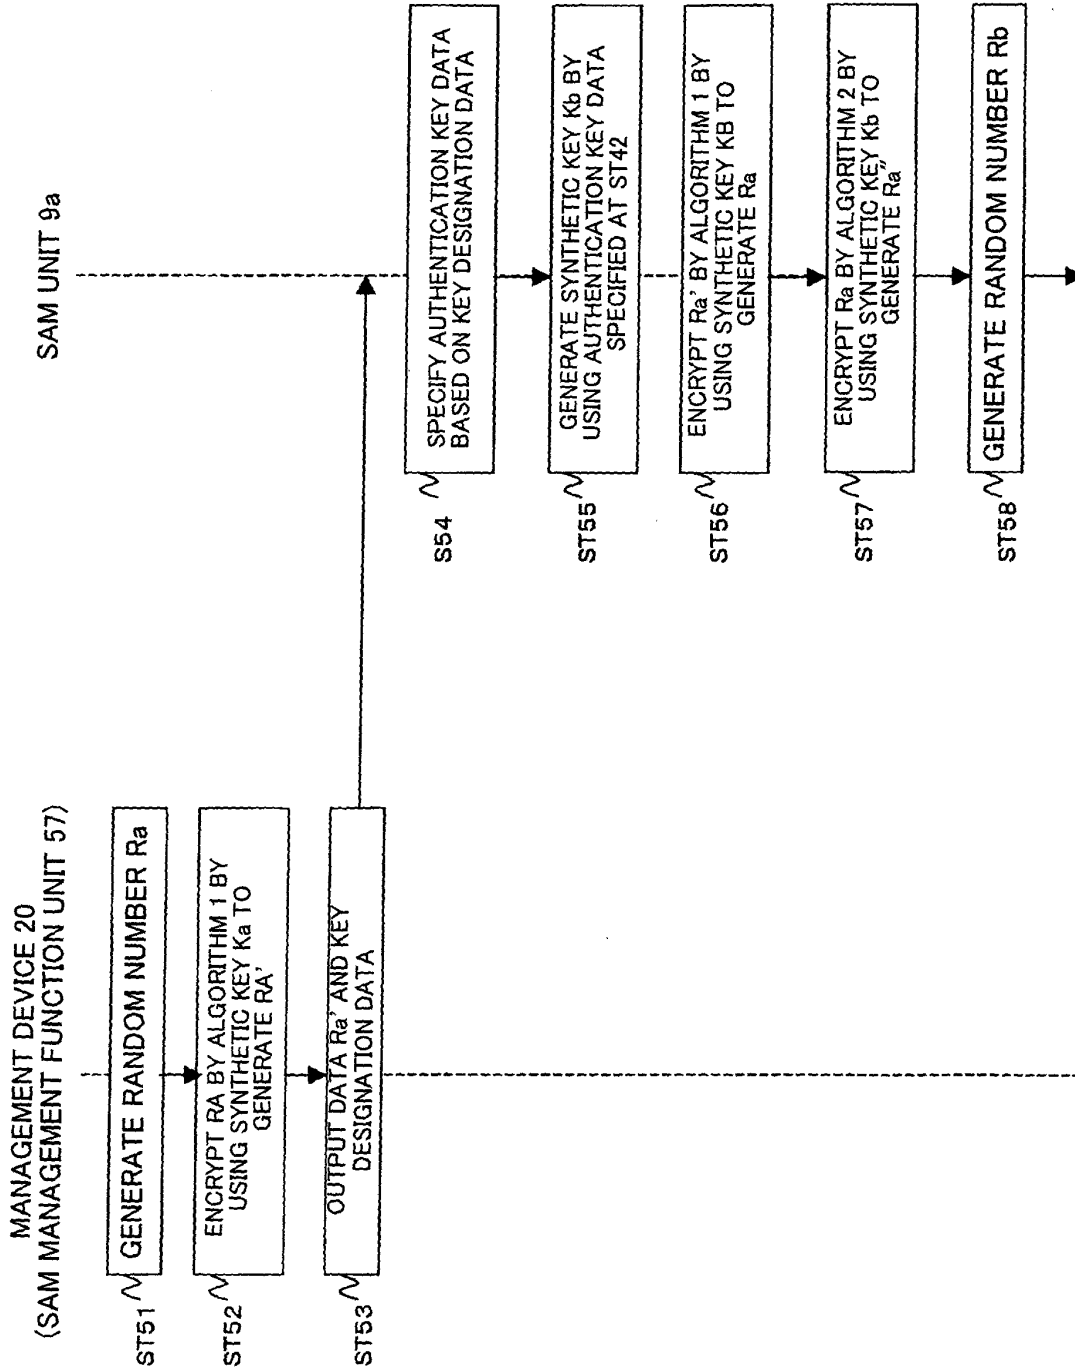 MANAGEMENT DEVICE 20
(SAM MANAGEMENT FUNCTION UNIT 57)
SAM UNIT 9a
ST51
GENERATE RANDOM NUMBER Ra
ST52
ENCRYPT RA BY ALGORITHM 1 BY
USING SYNTHETIC KEY Ka TO
GENERATE RA'
ST53
OUTPUT DATA Ra' AND KEY
DESIGNATION DATA
S54
SPECIFY AUTHENTICATION KEY DATA
BASED ON KEY DESIGNATION DATA
ST55
GENERATE SYNTHETIC KEY Kb BY
USING AUTHENTICATION KEY DATA
SPECIFIED AT ST42
ST56
ENCRYPT Ra' BY ALGORITHM 1 BY
USING SYNTHETIC KEY KB TO
GENERATE Ra
ST57
ENCRYPT Ra BY ALGORITHM 2 BY
USING SYNTHETIC KEY Kb TO
GENERATE Ra"
ST58
GENERATE RANDOM NUMBER Rb